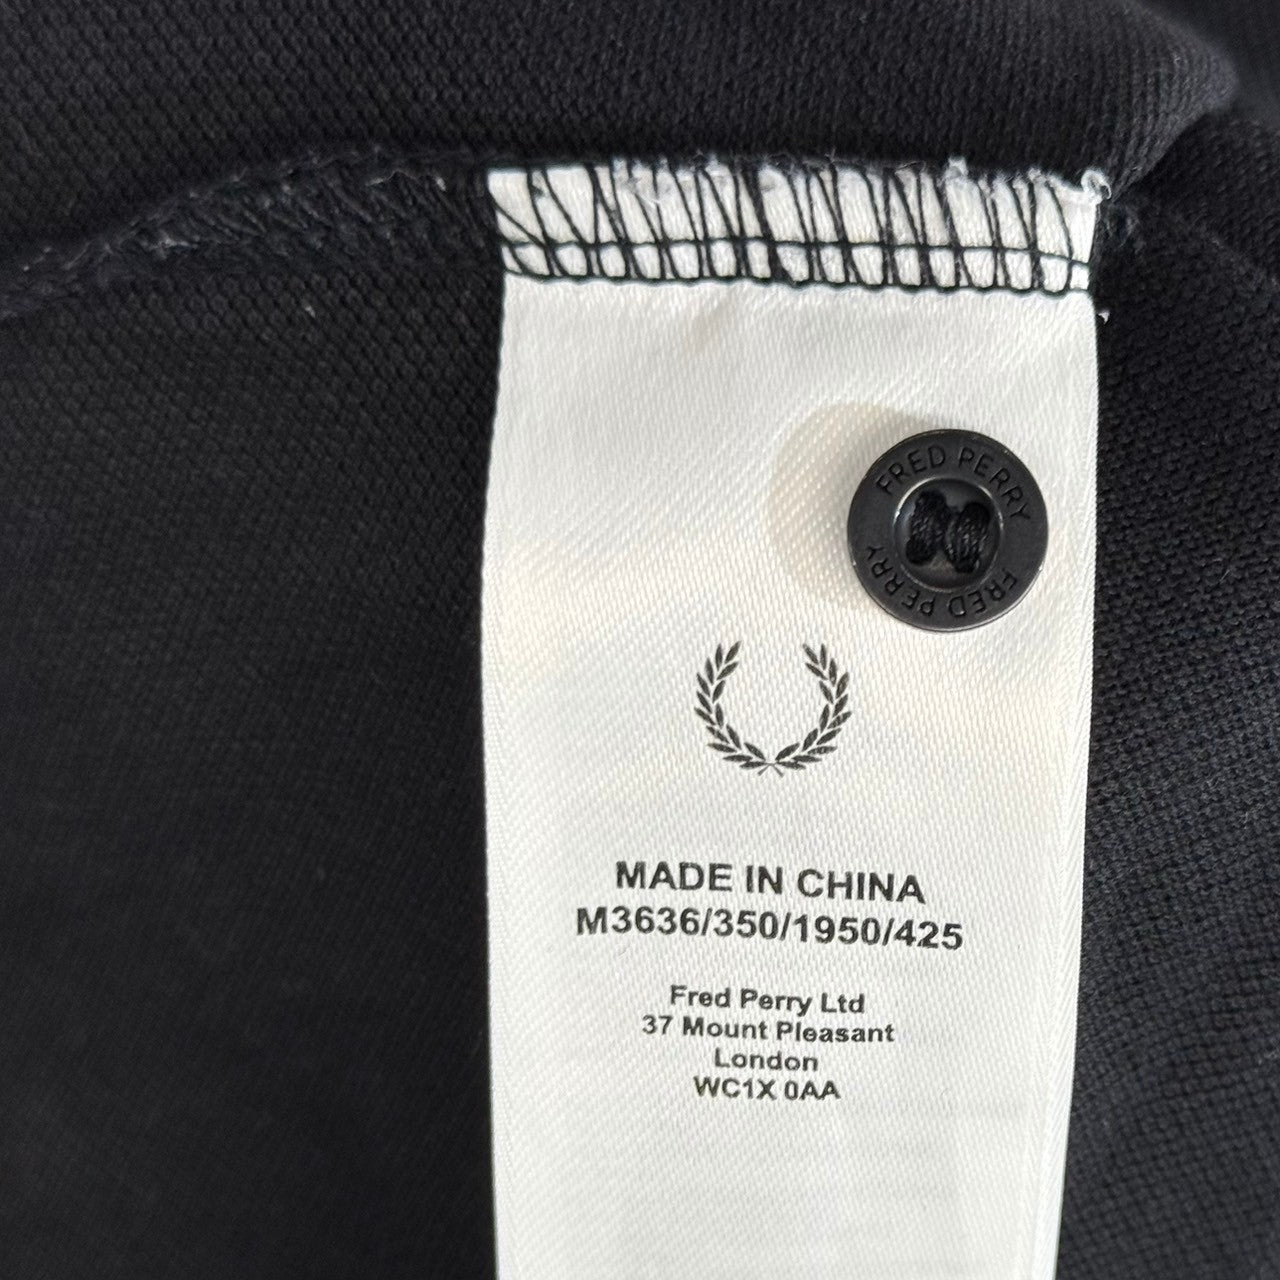 FRED PERRY
FRED PERRY
MADE IN CHINA
M3636/350/1950/425
Fred Perry Ltd
37 Mount Pleasant
London
WC1X 0AA